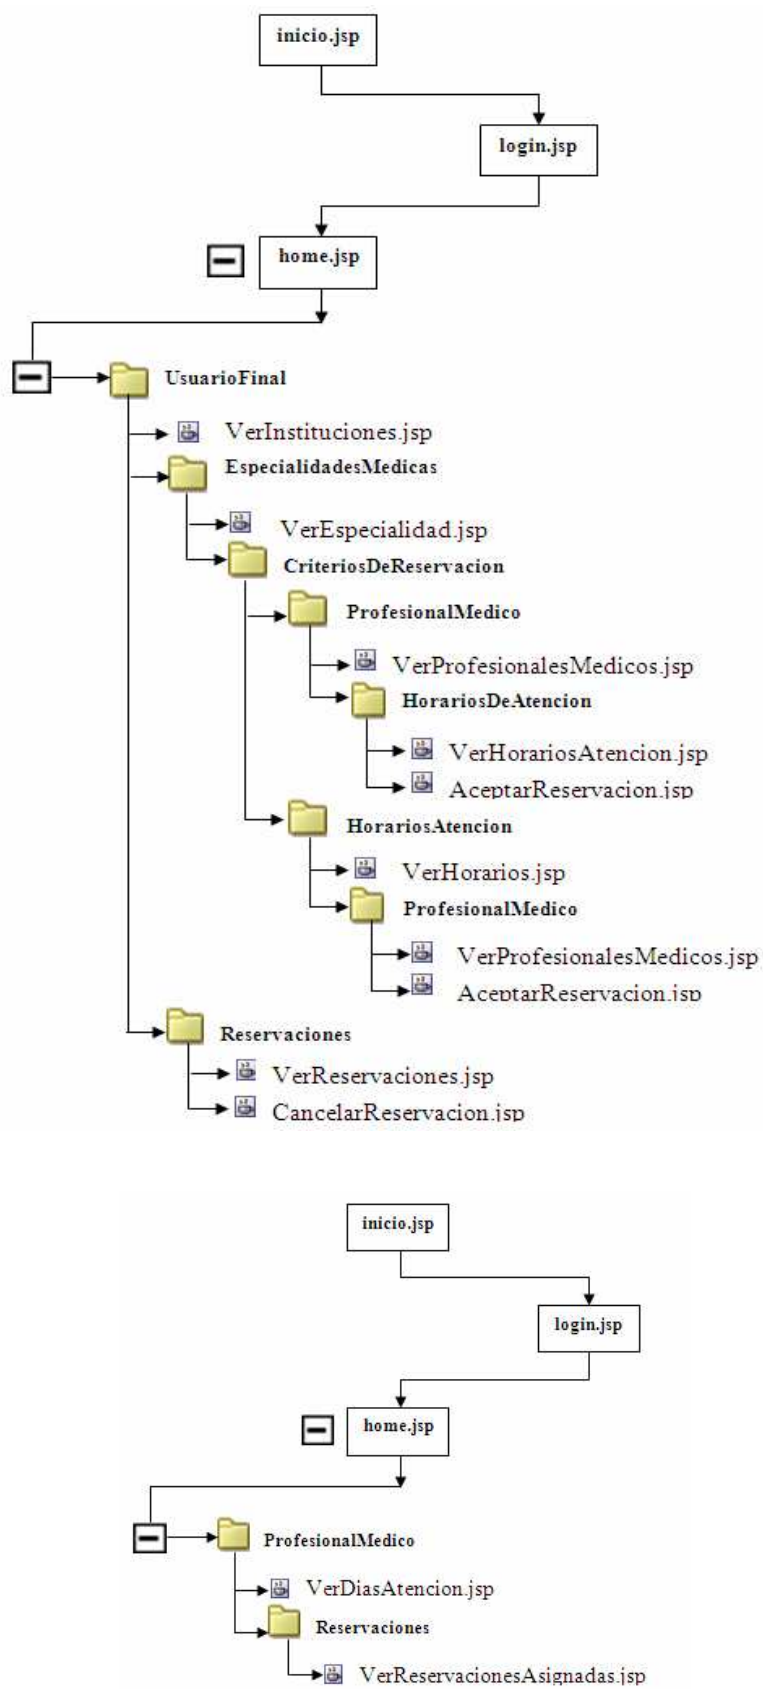 inicio.jsp
login.jsp
home.jsp
UsuarioFinal
VerInstituciones.jsp
EspecialidadesMedicas
VerEspecialidad.jsp
CriteriosDeReservacion
ProfesionalMedico
VerProfesionalesMedicos.jsp
HorariosDeAtencion
VerHorariosAtencion.jsp
AceptarReservacion.jsp
HorariosAtencion
VerHorarios.jsp
ProfesionalMedico
VerProfesionalesMedicos.jsp
AceptarReservacion.jsp
Reservaciones
VerReservaciones.jsp
CancelarReservacion.jsp
inicio.jsp
login.jsp
home.jsp
ProfesionalMedico
VerDiasAtencion.jsp
Reservaciones
VerReservacionesAsignadas.jsp